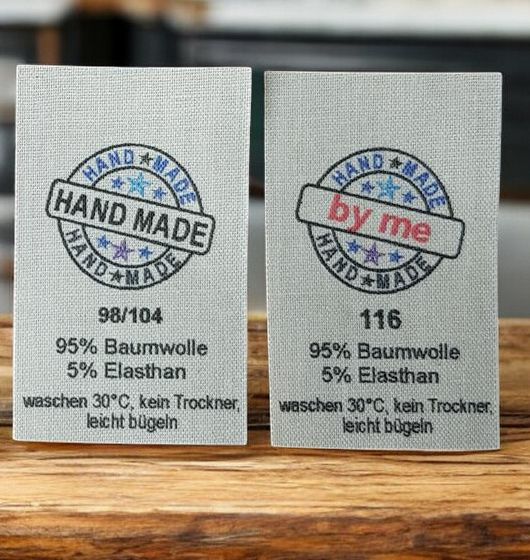 HAND ★ MADE
HAND MADE
HAND ★ MADE
98/104
95% Baumwolle
5% Elasthan
waschen 30°C, kein Trockner,
leicht bügeln
HAND ★ MADE
by me
HAND ★ MADE
116
95% Baumwolle
5% Elasthan
waschen 30°C, kein Trockner,
leicht bügeln